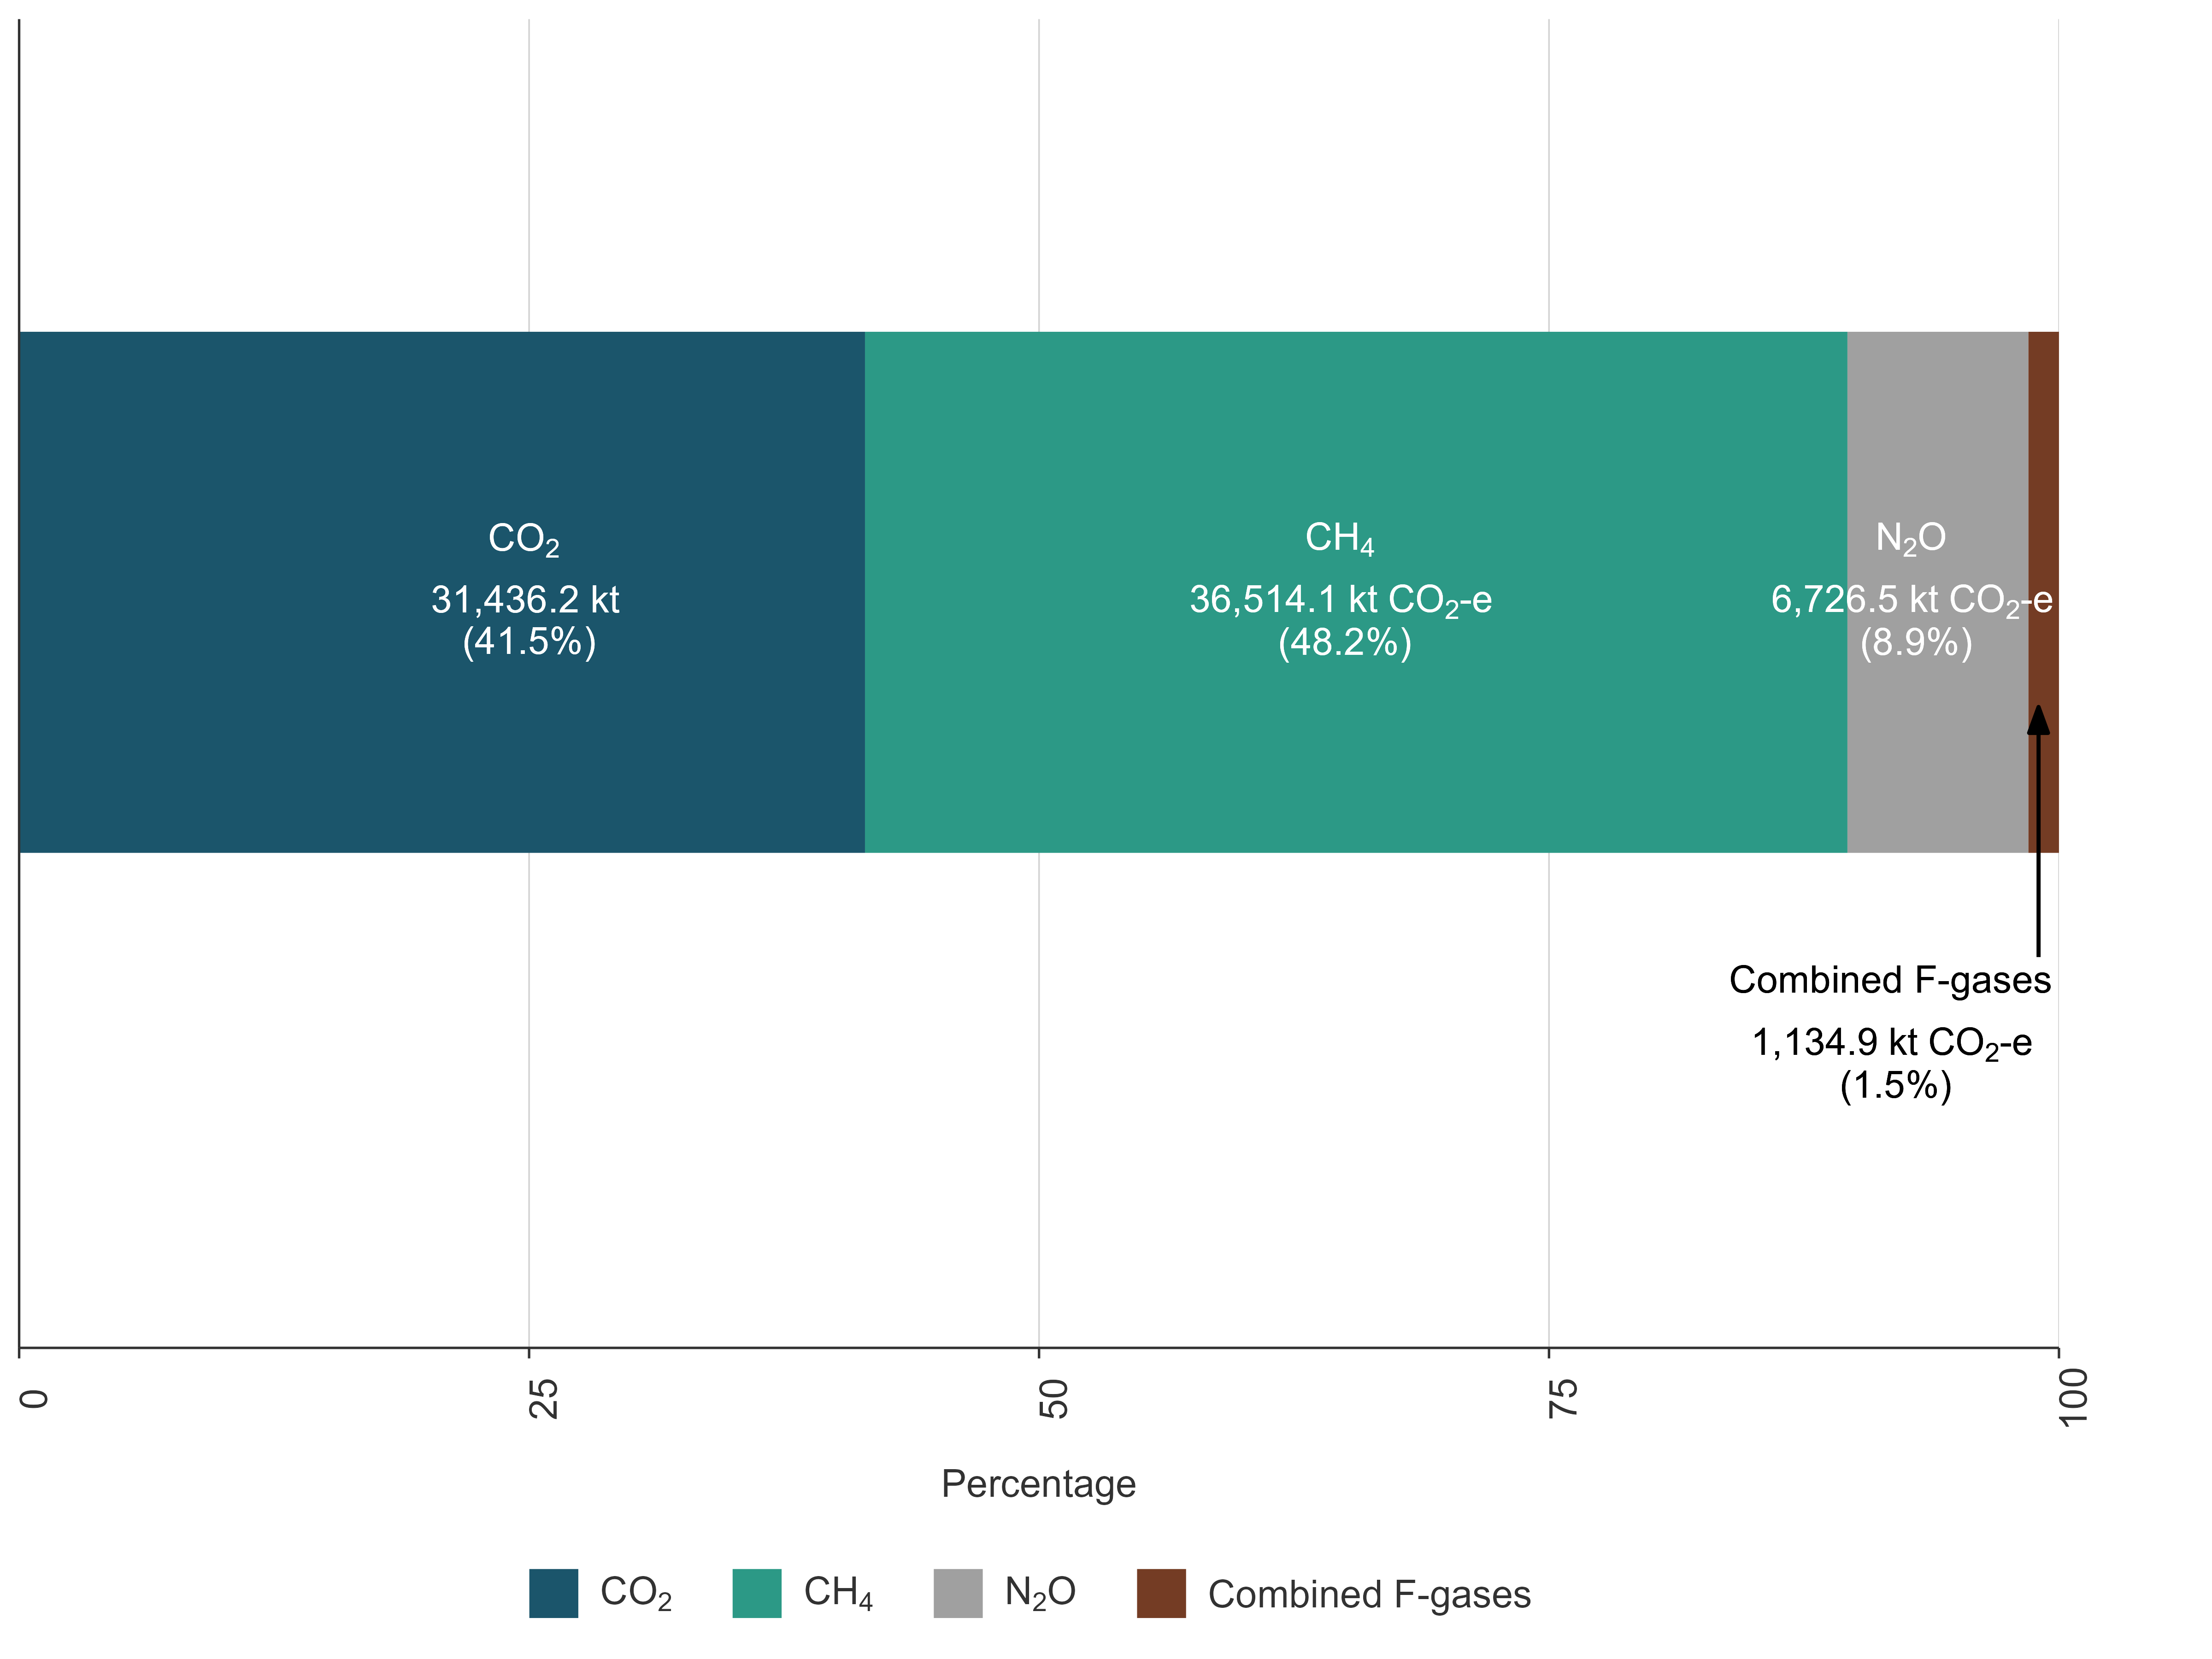 CO₂
31,436.2 kt
(41.5%)
CH₄
36,514.1 kt CO₂-e
(48.2%)
N₂O
6,726.5 kt CO₂-e
(8.9%)
Combined F-gases
1,134.9 kt CO₂-e
(1.5%)
0
25
50
75
100
Percentage
CO₂
CH₄
N₂O
Combined F-gases